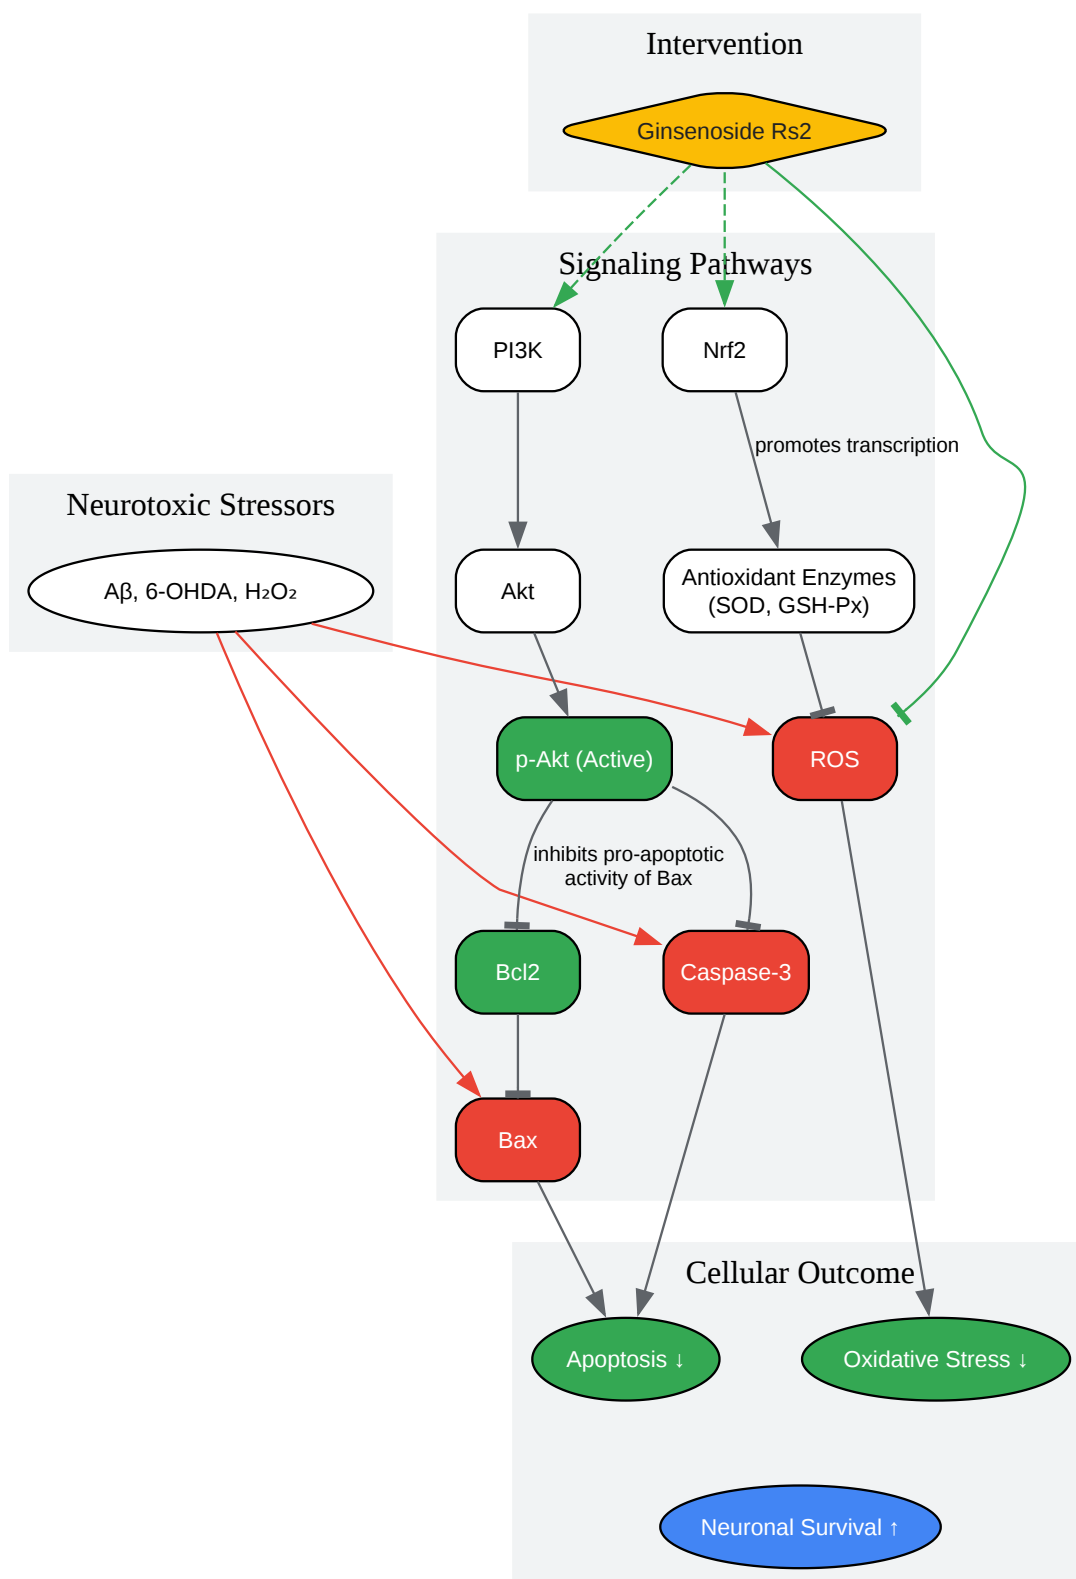 Intervention
Ginsenoside Rs2
Signaling Pathways
PI3K
Nrf2
promotes transcription
Neurotoxic Stressors
Aβ, 6-OHDA, H₂O₂
Akt
Antioxidant Enzymes
(SOD, GSH-Px)
p-Akt (Active)
ROS
inhibits pro-apoptotic
activity of Bax
Bcl2
Caspase-3
Bax
Cellular Outcome
Apoptosis ↓
Oxidative Stress ↓
Neuronal Survival ↑